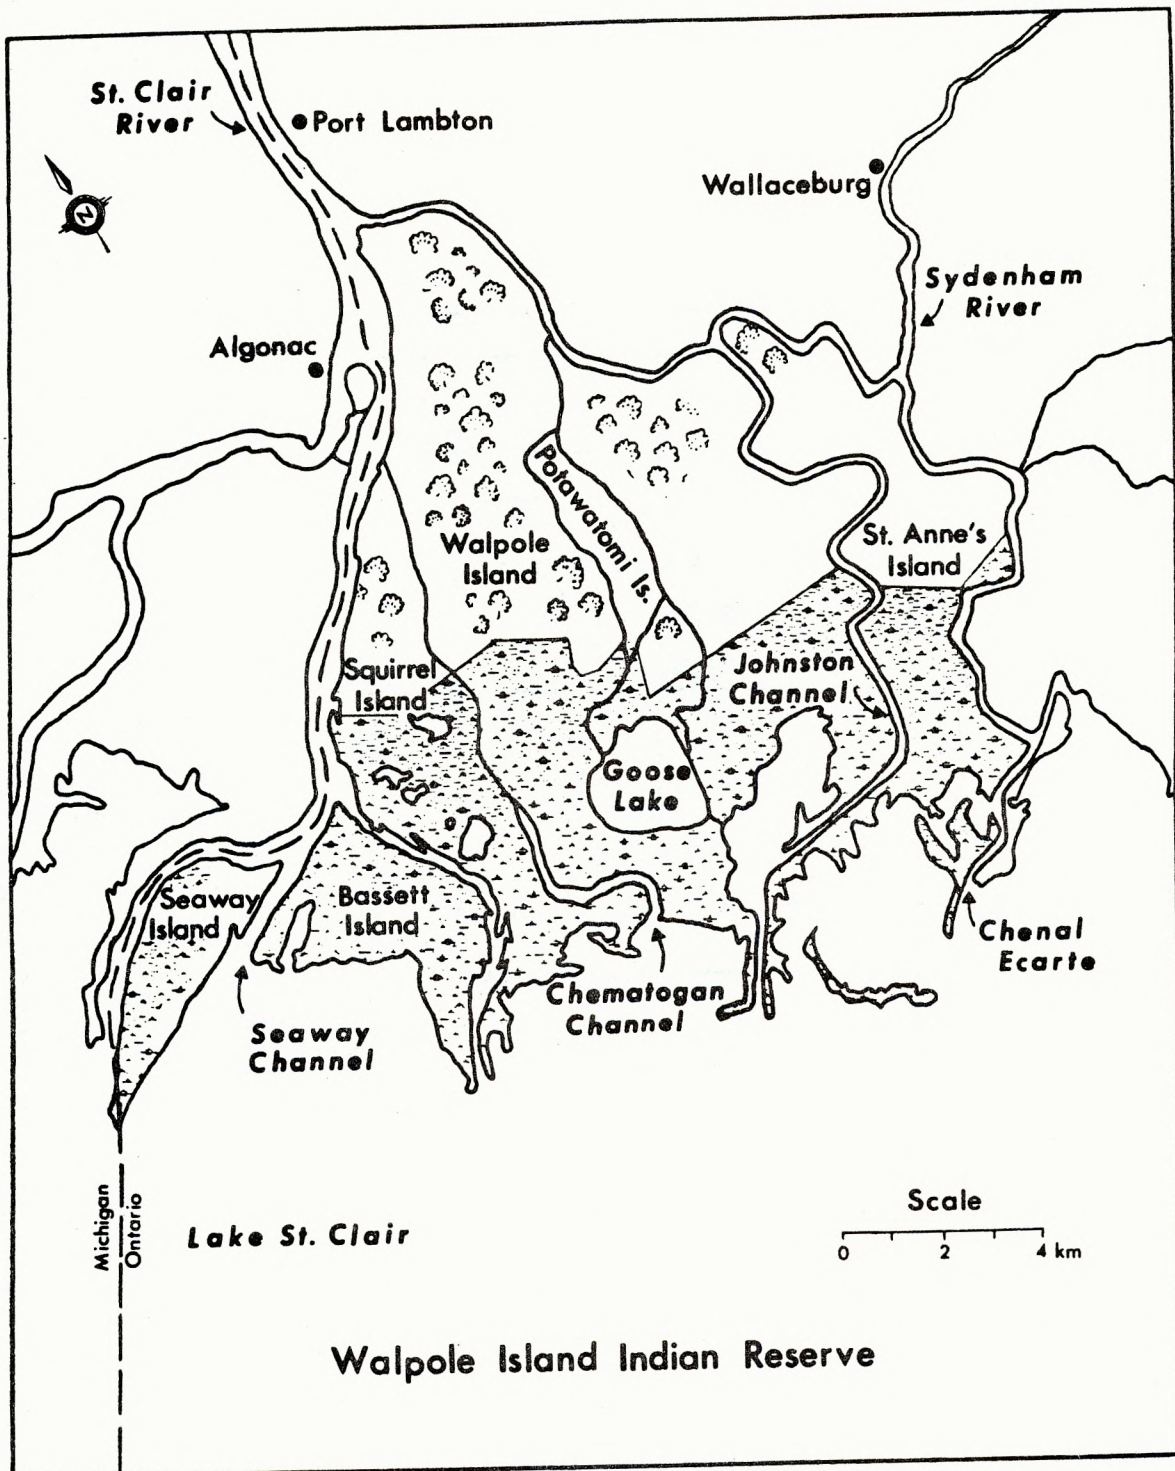 St. Clair
River
Port Lambton
Wallaceburg
N
Sydenham
River
Algonac
Potawatomi Is.
Walpole
Island
St. Anne's
Island
Squirrel
Island
Johnston
Channel
Goose
Lake
Seaway
Island
Bassett
Island
Chenal
Ecarte
Chematogan
Channel
Seaway
Channel
Michigan
Ontario
Lake St. Clair
Scale
0 2 4 km
Walpole Island Indian Reserve